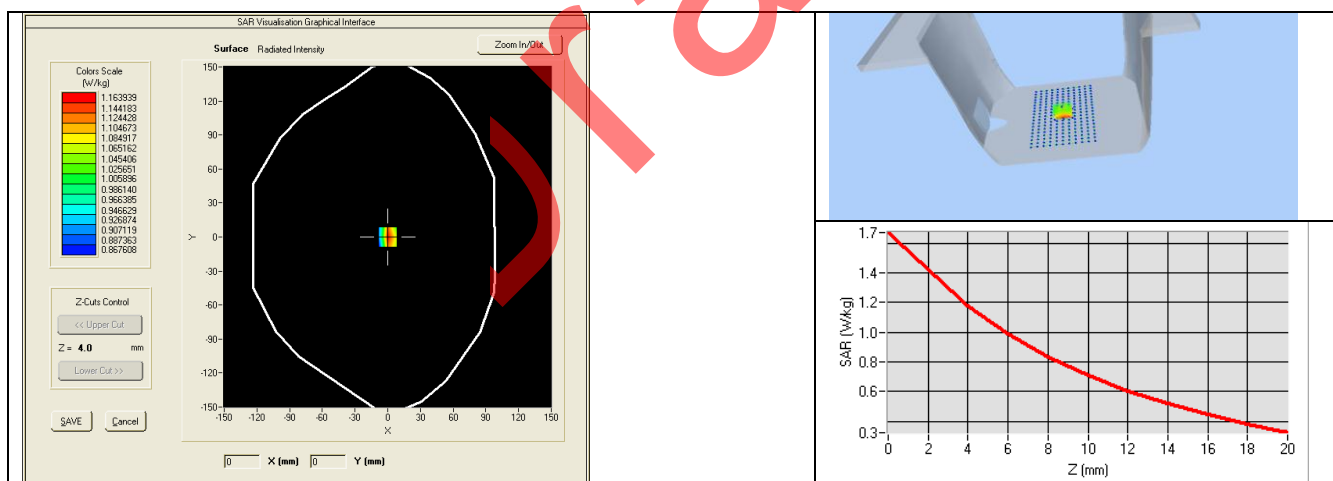 SAR Visualisation Graphical Interface
Surface Radiated Intensity
Zoom In/Out
Colors Scale
(W/kg)
1.163939
1.144183
1.124428
1.104673
1.084917
1.065162
1.045406
1.025651
1.005896
0.986140
0.966385
0.946629
0.926874
0.907119
0.887363
0.867608
Z-Cuts Control
<< Upper Cut
Z = 4.0 mm
Lower Cut >>
SAVE Cancel
150
120
90
60
30
0
-30
-60
-90
-120
-150
Y
-150 -120 -90 -60 -30 0 30 60 90 120 150
X
0 X (mm) 0 Y (mm)
1.7
1.4
1.2
1.0
0.8
0.6
0.3
SAR (W/kg)
0 2 4 6 8 10 12 14 16 18 20
Z (mm)